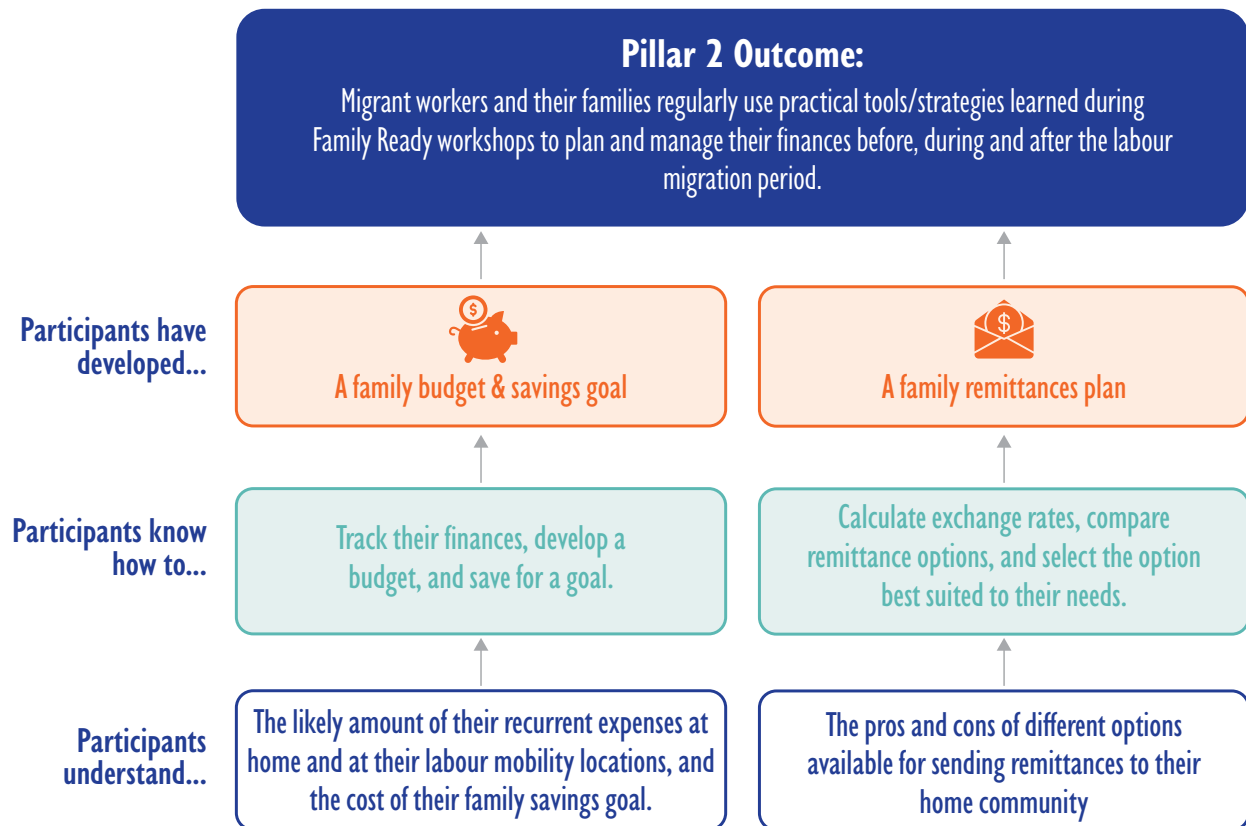 Pillar 2 Outcome:
Migrant workers and their families regularly use practical tools/strategies learned during
Family Ready workshops to plan and manage their finances before, during and after the labour
migration period.
Participants have
developed...
$
A family budget & savings goal
$
A family remittances plan
Participants know
how to...
Track their finances, develop a
budget, and save for a goal.
Calculate exchange rates, compare
remittance options, and select the option
best suited to their needs.
Participants
understand...
The likely amount of their recurrent expenses at
home and at their labour mobility locations, and
the cost of their family savings goal.
The pros and cons of different options
available for sending remittances to their
home community